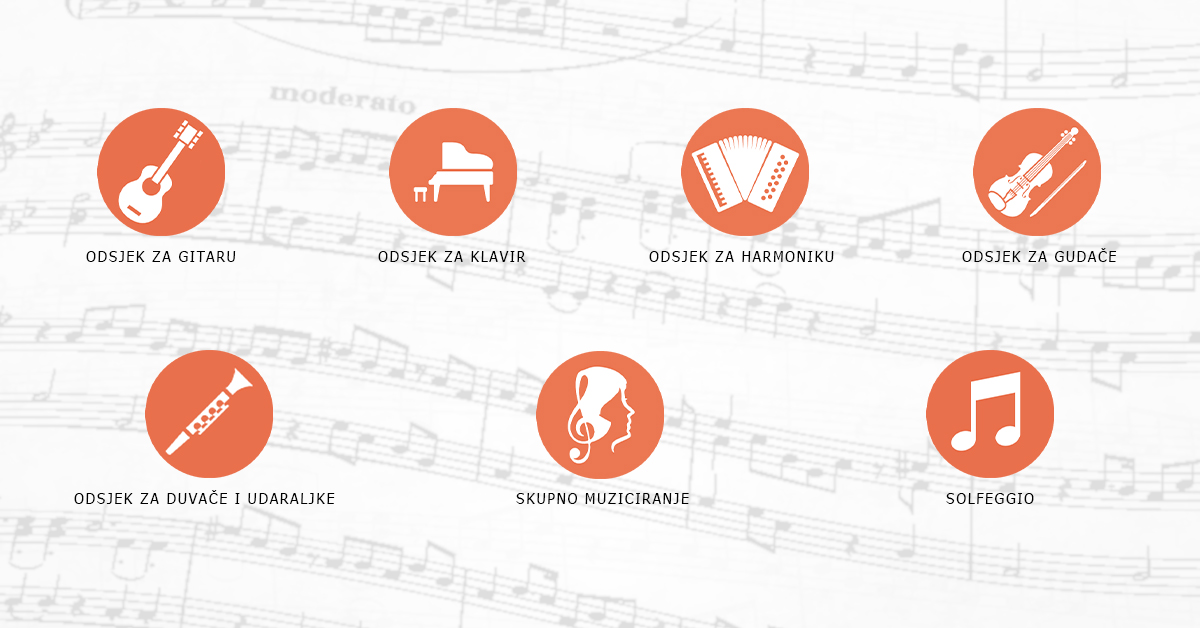 moderato
ODSJEK ZA GITARU
ODSJEK ZA KLAVIR
ODSJEK ZA HARMONIKU
ODSJEK ZA GUDAČE
ODSJEK ZA DUVAČE I UDARALJKE
SKUPNO MUZICIRANJE
SOLFEGGIO